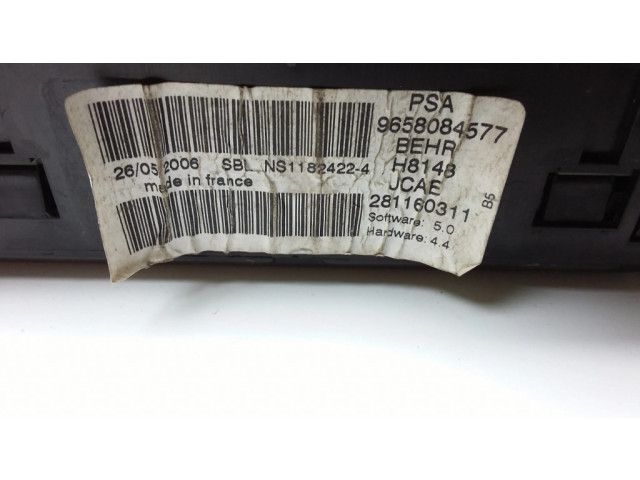 PSA
9658084577
BEHR
H8148
JCAE
281160311
B5
Software: 5.0
Hardware: 4.4
26/05/2006 SBL NS1182422-4
made in france